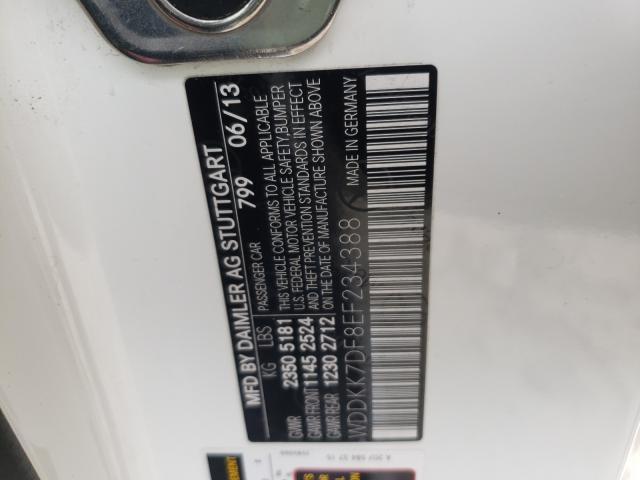 MFD BY DAIMLER AG STUTTGART
799 06/13
KG LBS PASSENGER CAR
GWR 2350 5181 THIS VEHICLE CONFORMS TO ALL APPLICABLE
U.S. FEDERAL MOTOR VEHICLE SAFETY,BUMPER
GAWR FRONT 1145 2524 AND THEFT PREVENTION STANDARDS IN EFFECT
GAWR REAR 1230 2712 ON THE DATE OF MANUFACTURE SHOWN ABOVE
WDDKK7DF8EF234388 MADE IN GERMANY